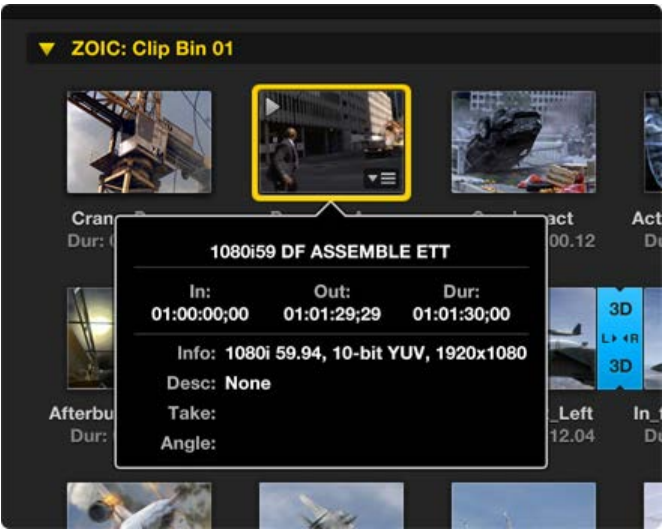 ZOIC: Clip Bin 01
Cran
act
Act
Dur:
00.12
1080i59 DF ASSEMBLE ETT
In: Out: Dur:
01:00:00;00 01:01:29;29 01:01:30;00
Info: 1080i 59.94, 10-bit YUV, 1920x1080
Desc: None
Take:
Angle:
3D
L R
3D
Afterbu
_Left
In_
Dur:
12.04